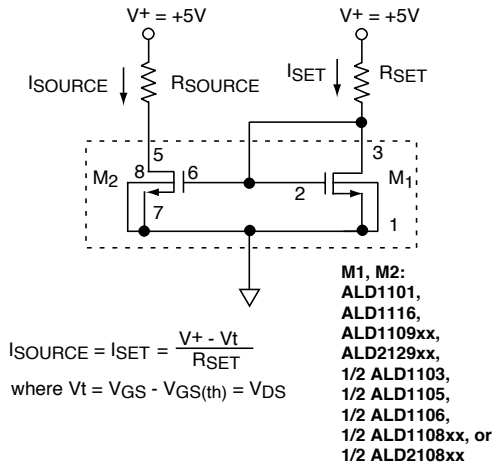 V+ = +5V
V+ = +5V
ISOURCE
RSOURCE
ISET
RSET
5
3
M2
8
6
2
M1
7
1
M1, M2:
ALD1101,
ALD1116,
ALD1109xx,
ALD2129xx,
1/2 ALD1103,
1/2 ALD1105,
1/2 ALD1106,
1/2 ALD1108xx, or
1/2 ALD2108xx
ISOURCE = ISET = V+ - Vt
RSET
where Vt = VGS - VGS(th) = VDS